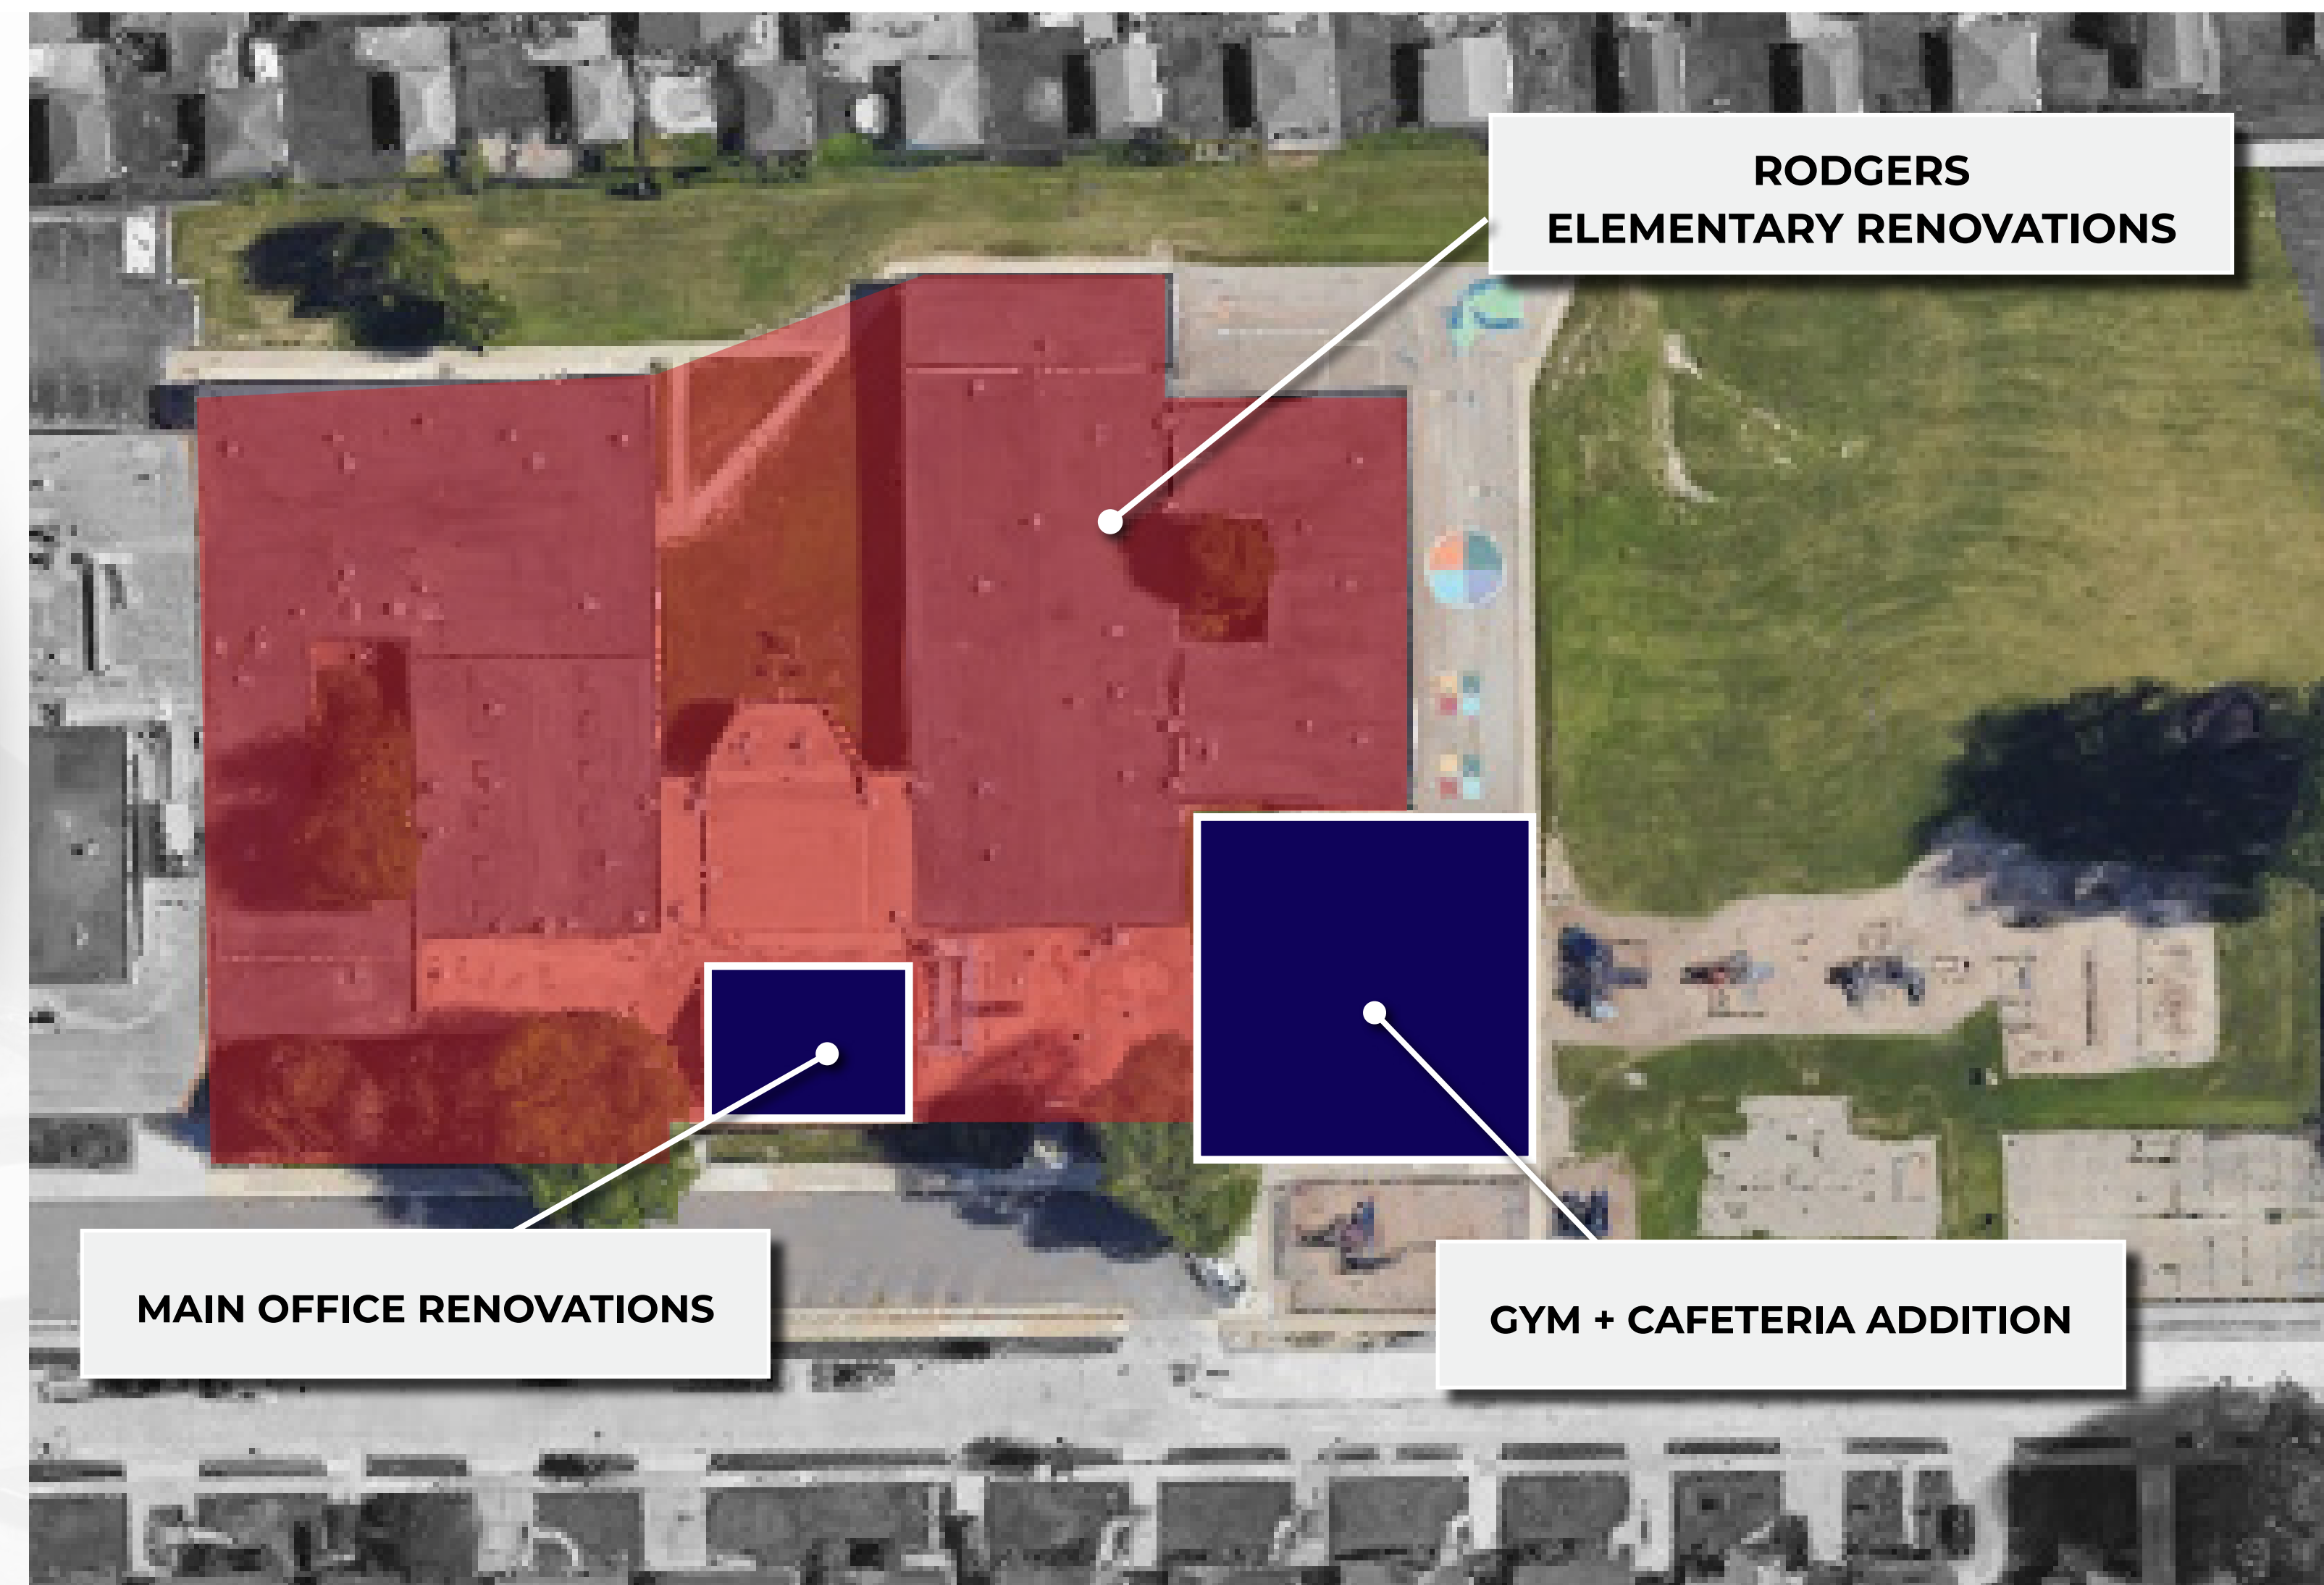 RODGERS
ELEMENTARY RENOVATIONS
MAIN OFFICE RENOVATIONS
GYM + CAFETERIA ADDITION